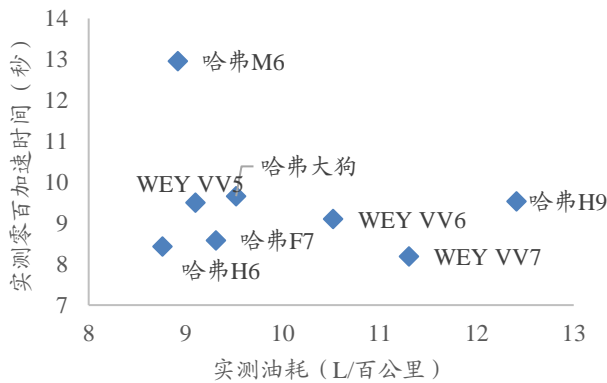 实测零百加速时间（秒）
14
13
12
11
10
9
8
7
哈弗M6
哈弗大狗
WEY VV5
哈弗H9
WEY VV6
哈弗F7
WEY VV7
哈弗H6
8
9
10
11
12
13
实测油耗（L/百公里）